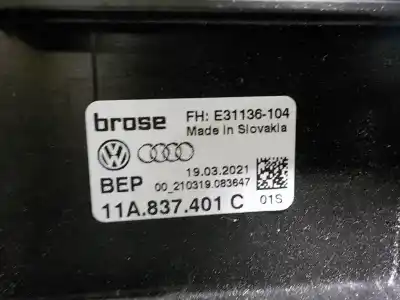 brose FH: E31136-104
Made in Slovakia
19.03.2021
BEP 00_210319.083647
11A.837.401 C 01S